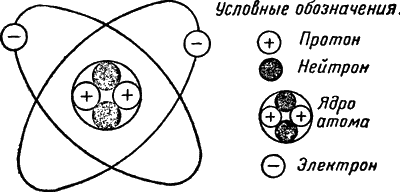 Условные обозначения:
Протон
Нейтрон
Ядро
атома
Электрон